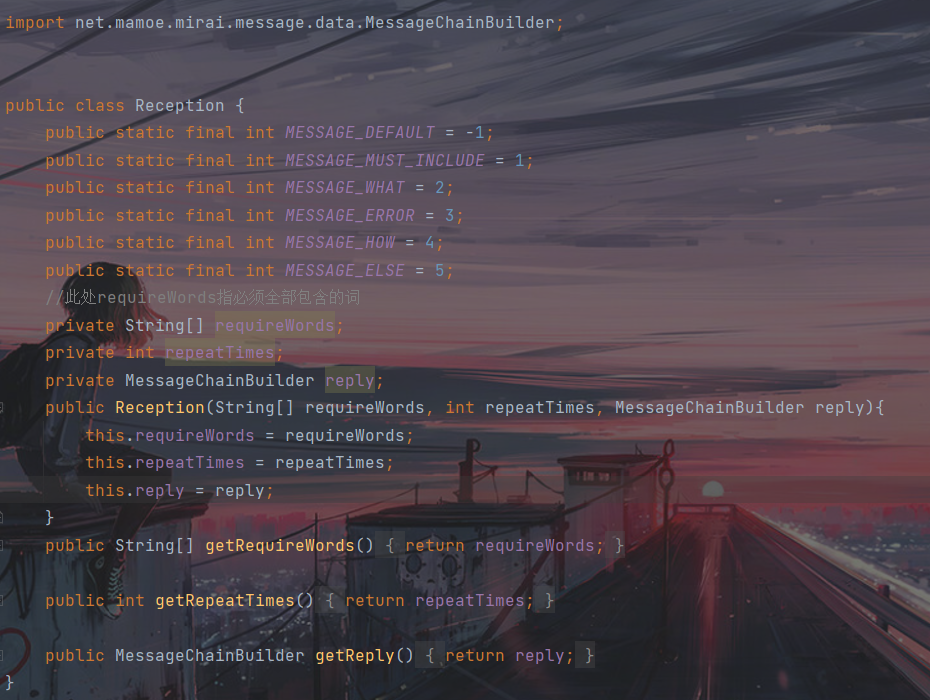 import net.mamoe.mirai.message.data.MessageChainBuilder;
public class Reception {
public static final int MESSAGE_DEFAULT = -1;
public static final int MESSAGE_MUST_INCLUDE = 1;
public static final int MESSAGE_WHAT = 2;
public static final int MESSAGE_ERROR = 3;
public static final int MESSAGE_HOW = 4;
public static final int MESSAGE_ELSE = 5;
//此处requireWords指必须全部包含的词
private String[] requireWords;
private int repeatTimes;
private MessageChainBuilder reply;
public Reception(String[] requireWords, int repeatTimes, MessageChainBuilder reply){
this.requireWords = requireWords;
this.repeatTimes = repeatTimes;
this.reply = reply;
}
public String[] getRequireWords() { return requireWords; }
public int getRepeatTimes() { return repeatTimes; }
public MessageChainBuilder getReply() { return reply; }
}